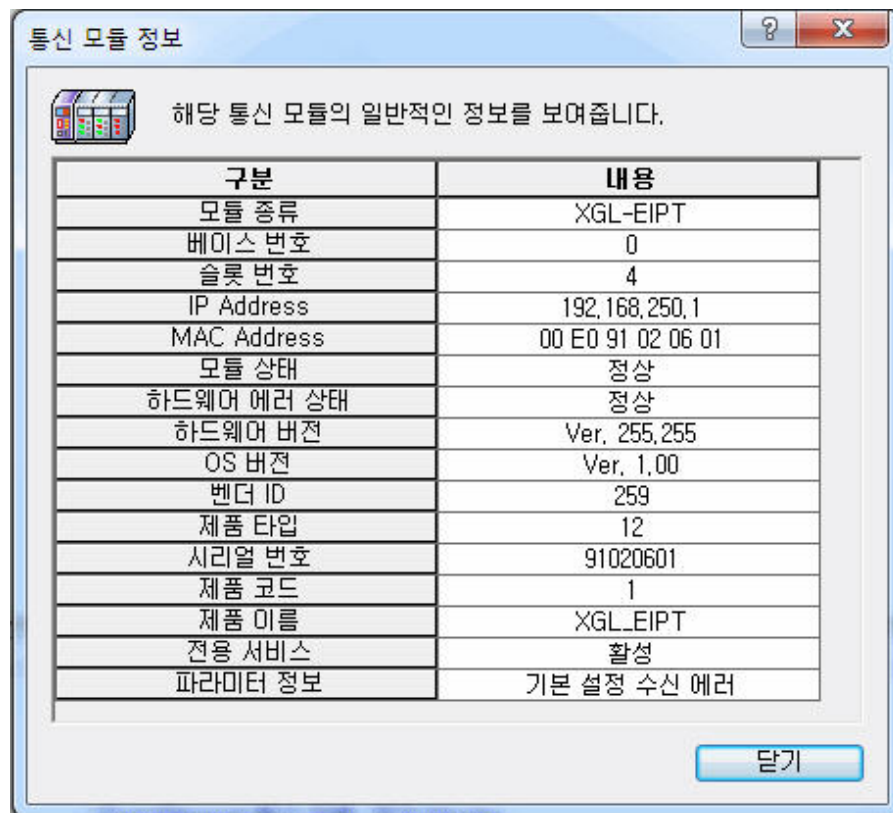 통신 모듈 정보
해당 통신 모듈의 일반적인 정보를 보여줍니다.
구분 내용
모듈 종류 XGL-EIPT
베이스 번호 0
슬롯 번호 4
IP Address 192.168.250.1
MAC Address 00 E0 91 02 06 01
모듈 상태 정상
하드웨어 에러 상태 정상
하드웨어 버전 Ver. 255.255
OS 버전 Ver. 1.00
벤더 ID 259
제품 타입 12
시리얼 번호 91020601
제품 코드 1
제품 이름 XGL_EIPT
전용 서비스 활성
파라미터 정보 기본 설정 수신 에러
닫기